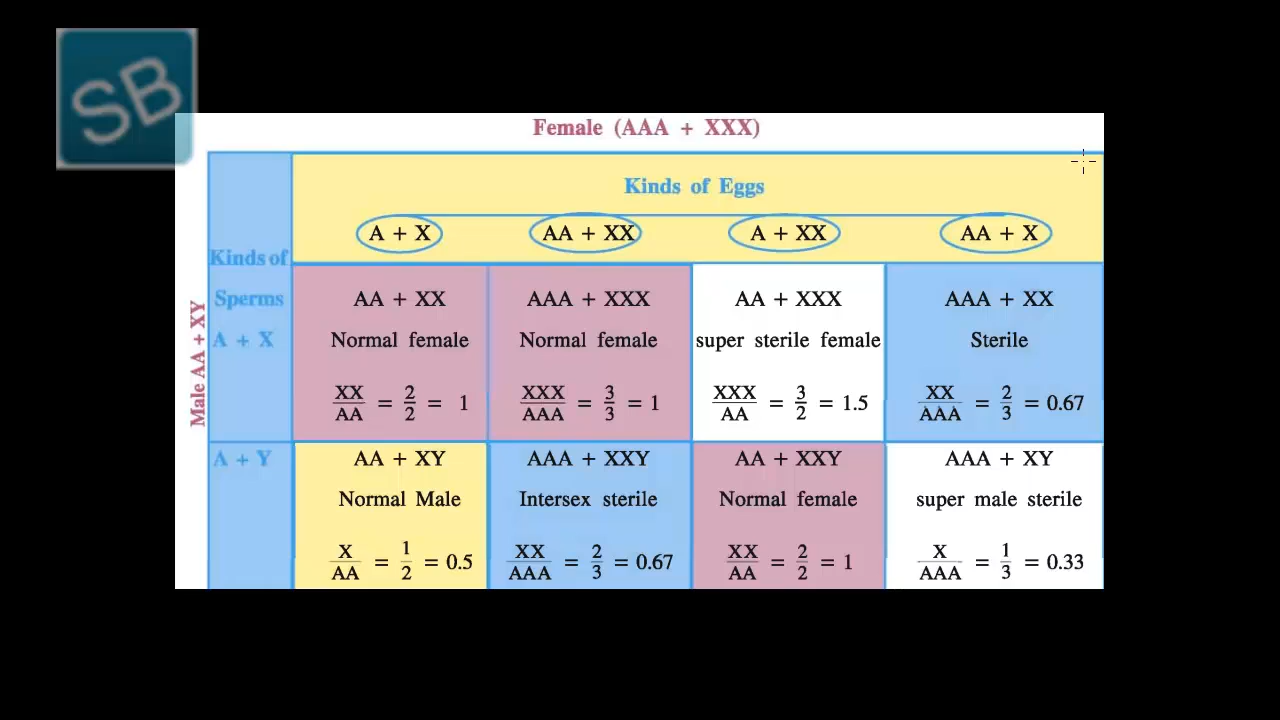 SB
Female (AAA + XXX)
Kinds of Eggs
A + X AA + XX A + XX AA + X
Kinds of
Sperms
Male AA + XY
A + X
AA + XX AAA + XXX AA + XXX AAA + XX
Normal female Normal female super sterile female Sterile
XX/AA = 2/2 = 1 XXX/AAA = 3/3 = 1 XXX/AA = 3/2 = 1.5 XX/AAA = 2/3 = 0.67
A + Y AA + XY AAA + XXY AA + XXY AAA + XY
Normal Male Intersex sterile Normal female super male sterile
X/AA = 1/2 = 0.5 XX/AAA = 2/3 = 0.67 XX/AA = 2/2 = 1 X/AAA = 1/3 = 0.33